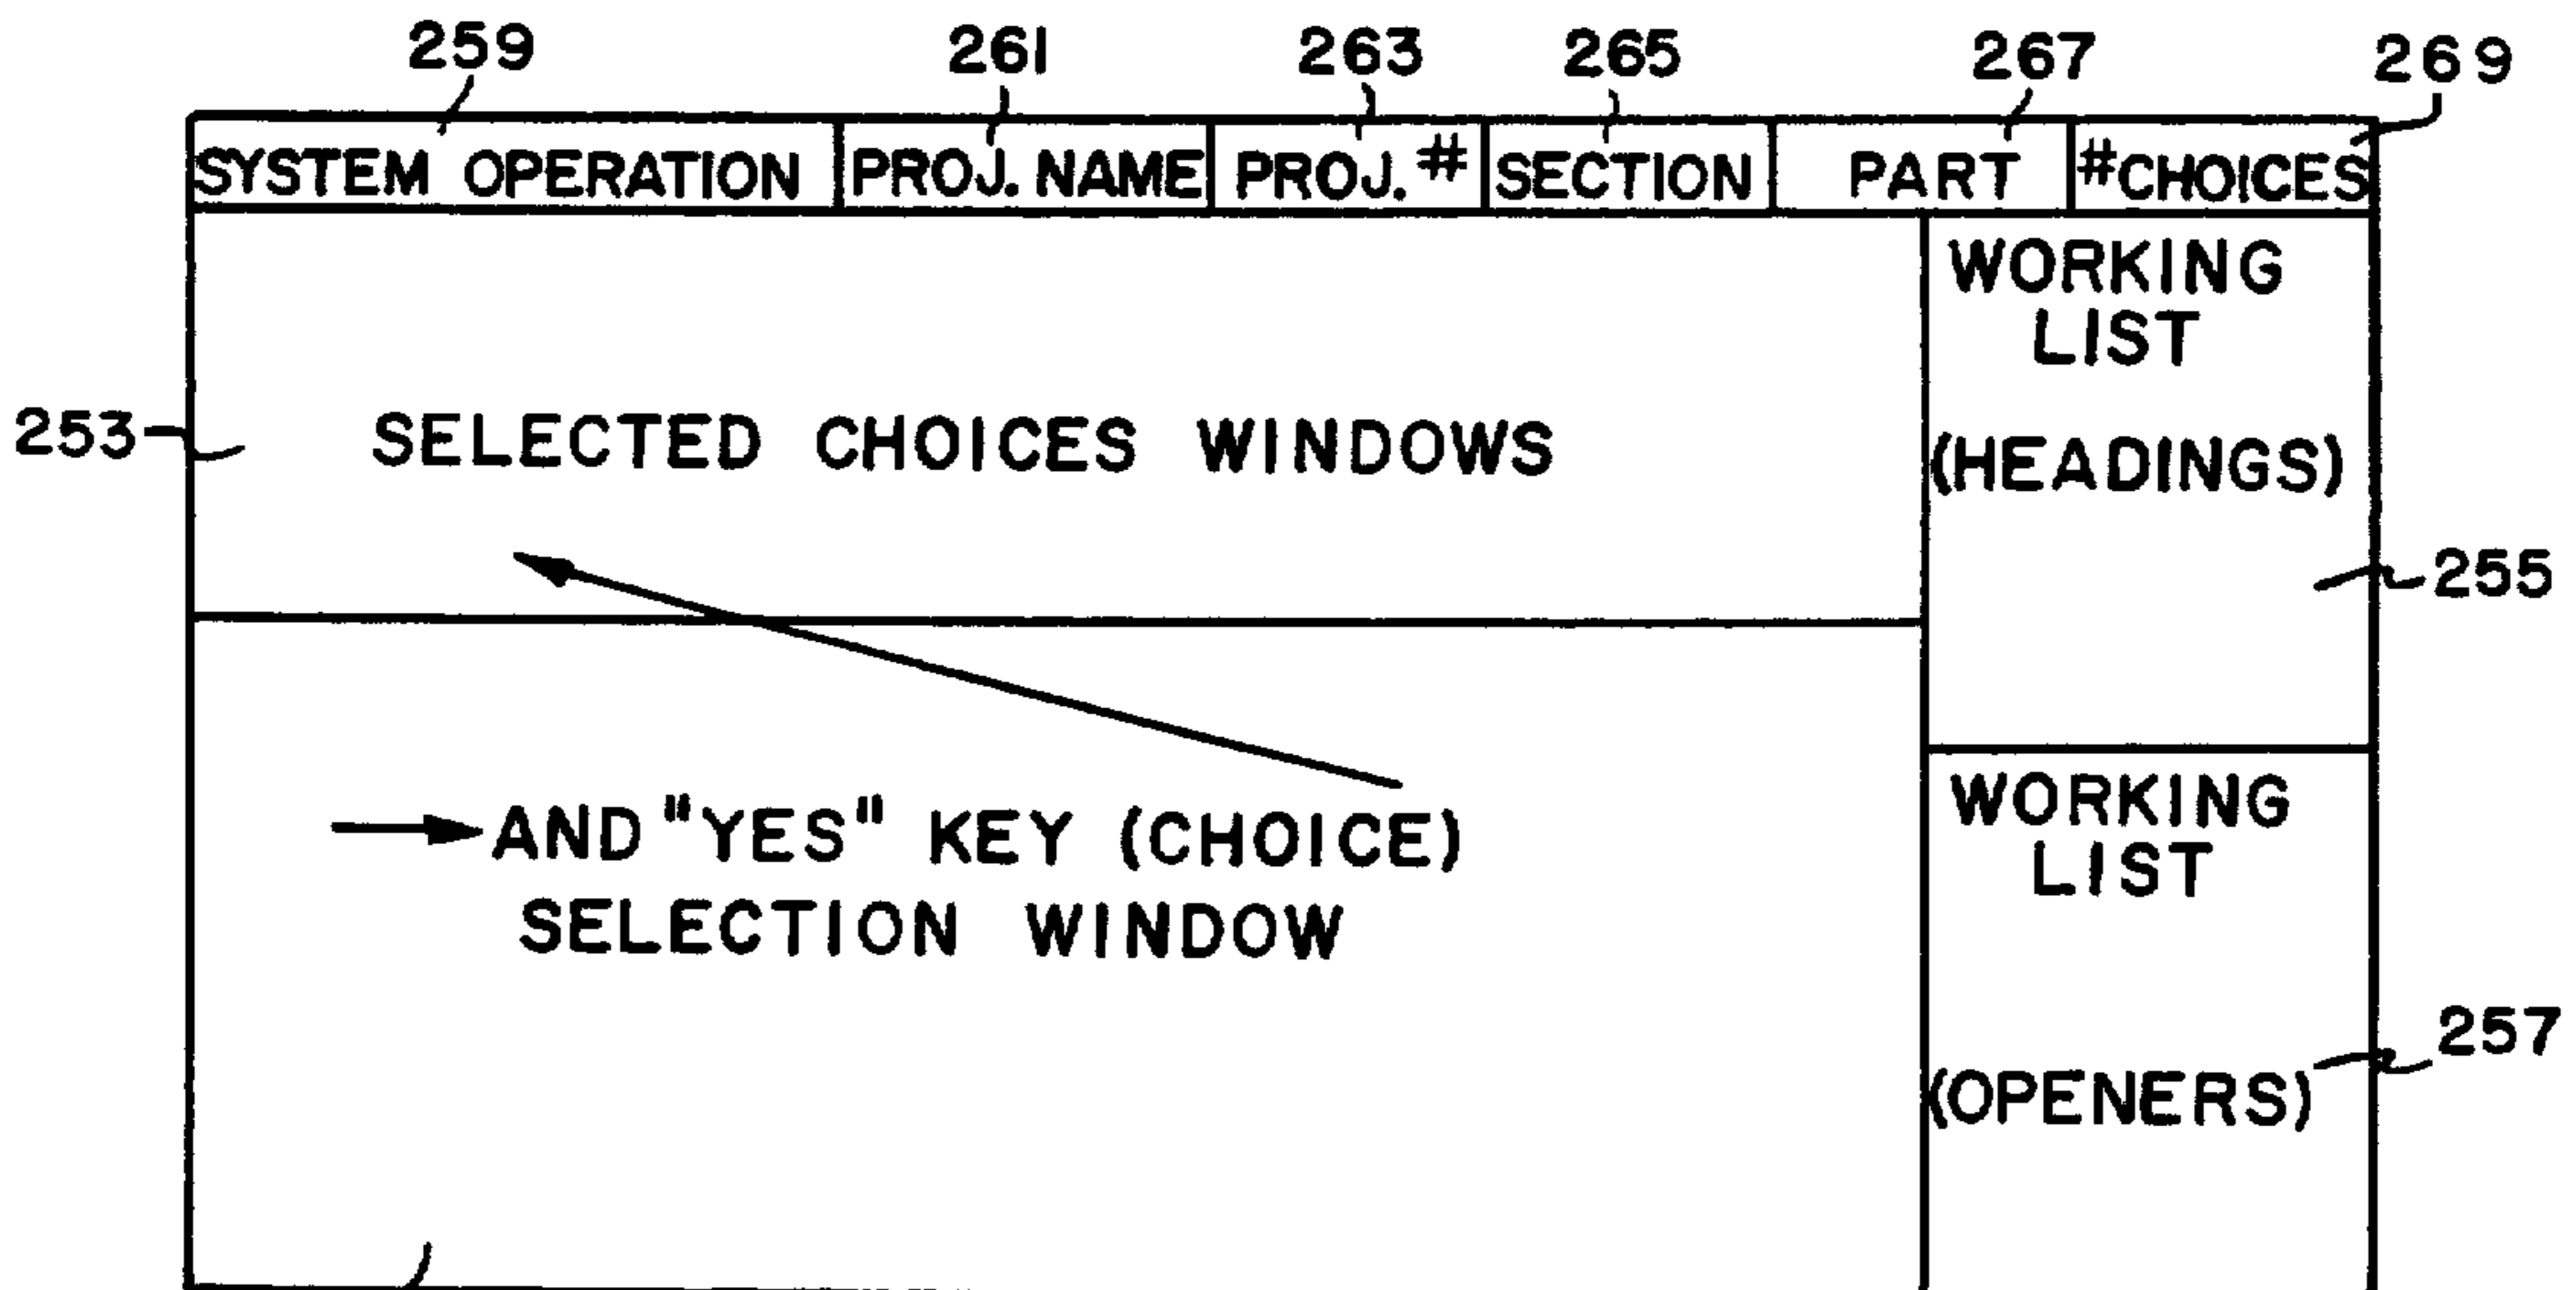 259 261 263 265 267 269
SYSTEM OPERATION PROJ. NAME PROJ. # SECTION PART #CHOICES
WORKING
LIST
(HEADINGS)
253 SELECTED CHOICES WINDOWS
255
→AND "YES" KEY (CHOICE)
SELECTION WINDOW
WORKING
LIST
(OPENERS)
257